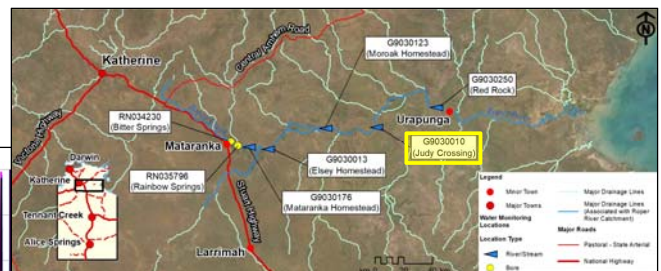 Katherine
Central Arnhem Road
G9030123
(Moroak Homestead)
G9030250
(Red Rock)
N
Victoria Highway
RN034230
(Bitter Springs)
Urapunga
Mataranka
G9030010
(Judy Crossing)
Darwin
RN035796
(Rainbow Springs)
G9030013
(Elsey Homestead)
Katherine
Stuart Highway
G9030176
(Mataranka Homestead)
Tennant Creek
Alice Springs
Larrimah
Legend
Minor Town
Major Towns
Water Monitoring
Locations
Location Type
River/Stream
Bore
Major Drainage Lines
Major Drainage Lines
(Associated with Roper
River Catchment)
Major Roads
Pastoral - State Arterial
National Highway